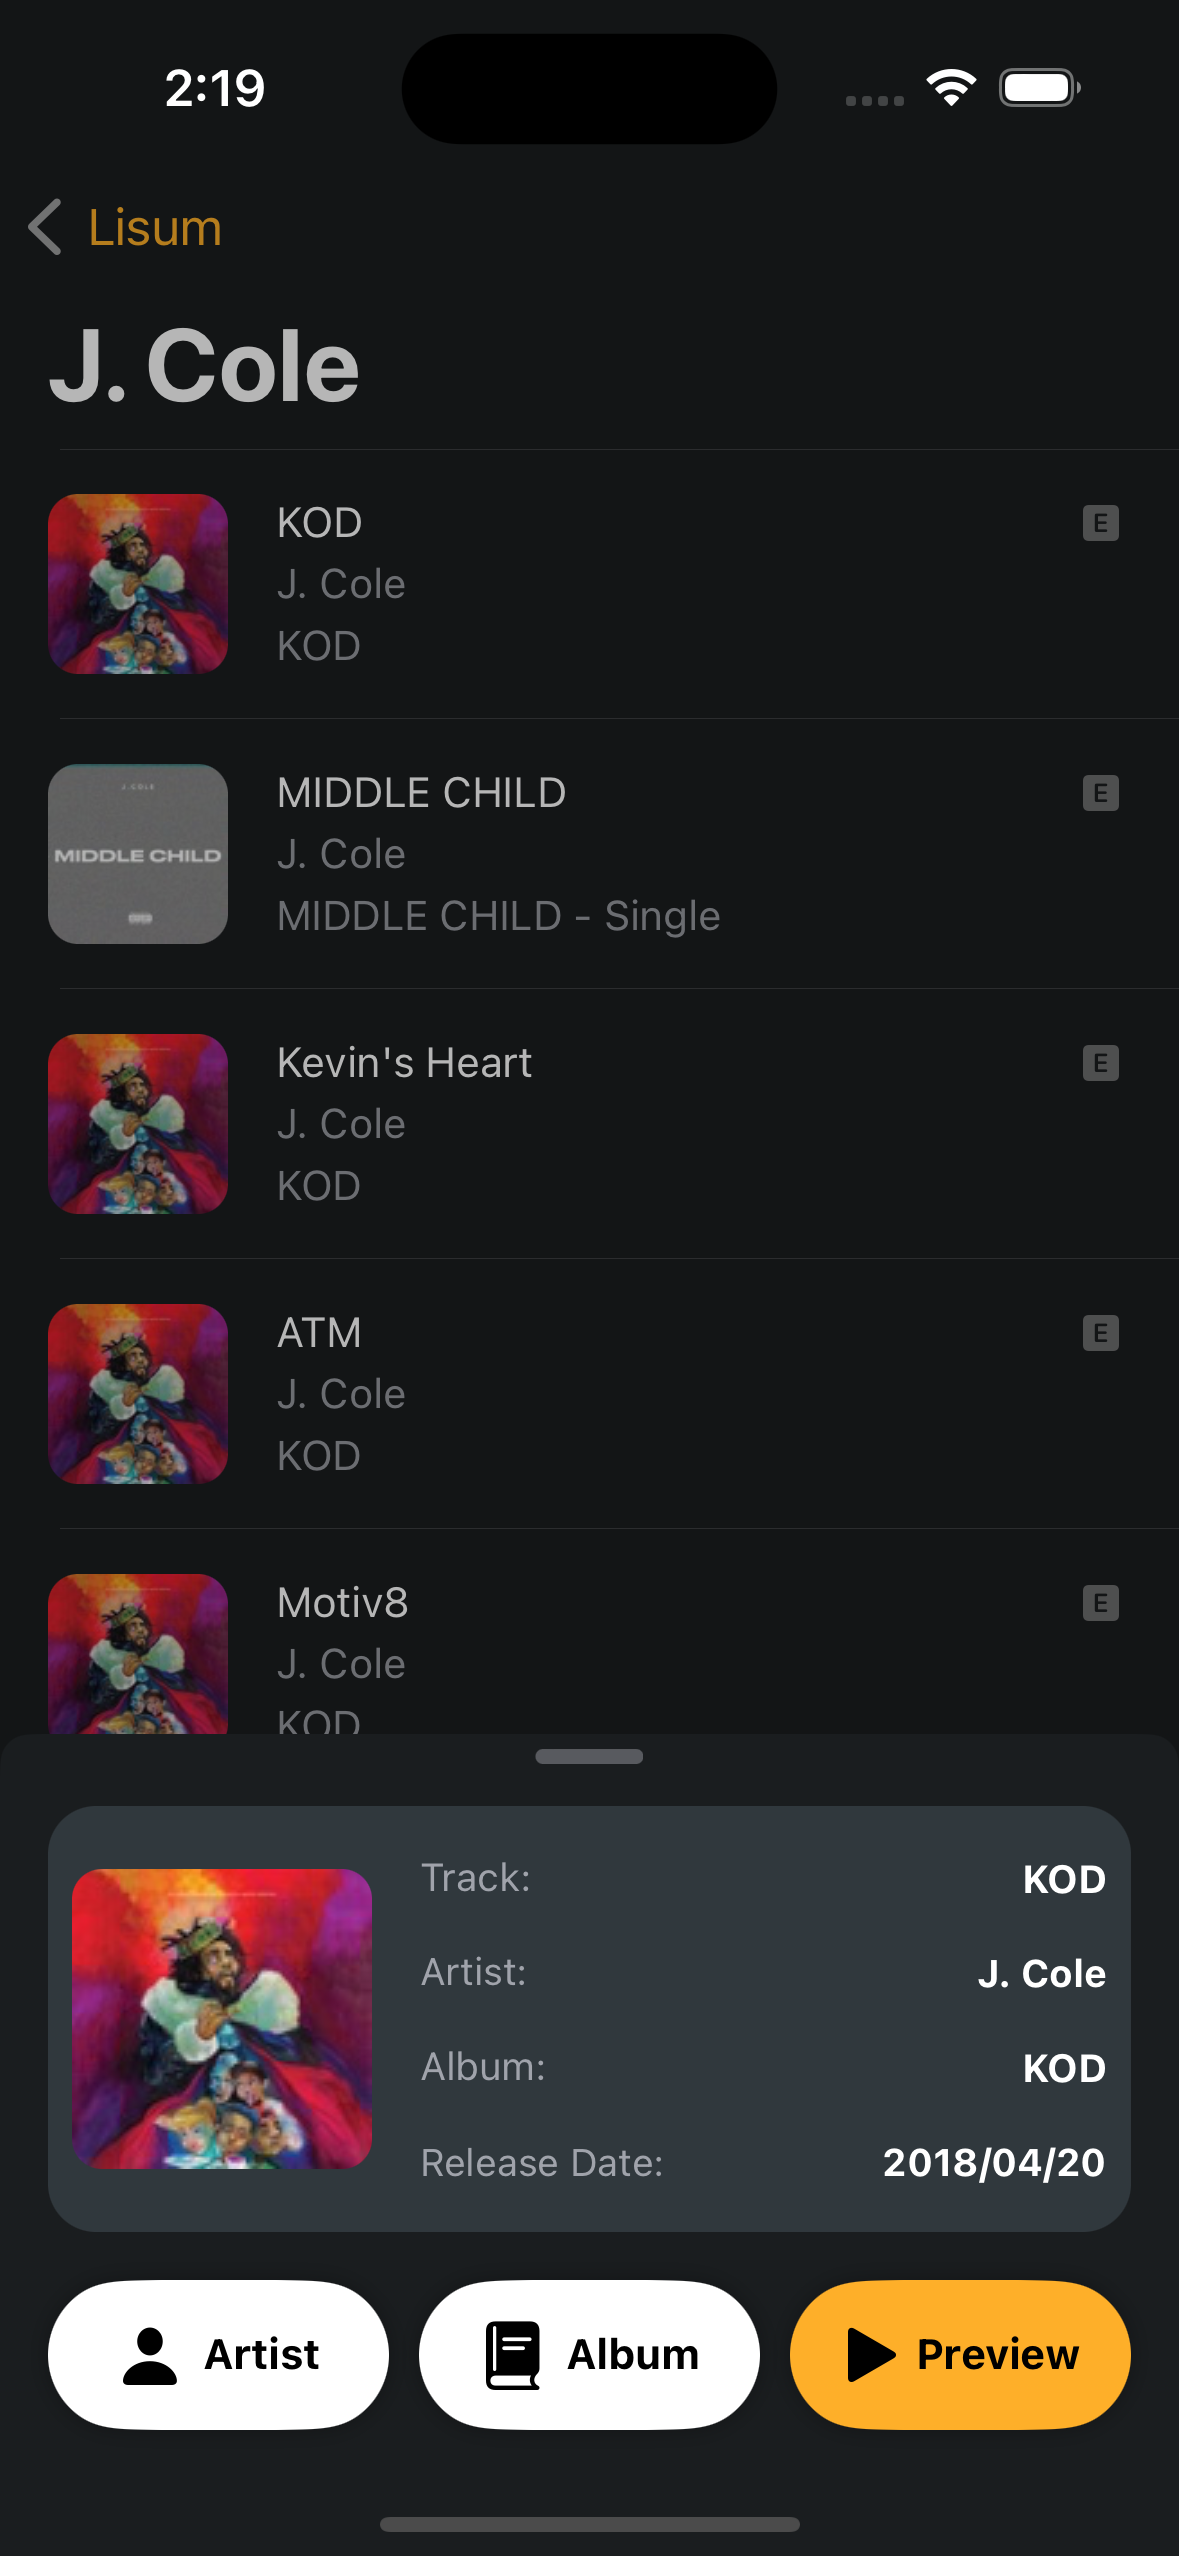 2:19
Lisum
J. Cole
KOD
E
J. Cole
KOD
J. COLE
MIDDLE CHILD
MIDDLE CHILD
E
J. Cole
MIDDLE CHILD - Single
Kevin's Heart
E
J. Cole
KOD
ATM
E
J. Cole
KOD
Motiv8
E
J. Cole
KOD
Track:
KOD
Artist:
J. Cole
Album:
KOD
Release Date:
2018/04/20
Artist
Album
Preview